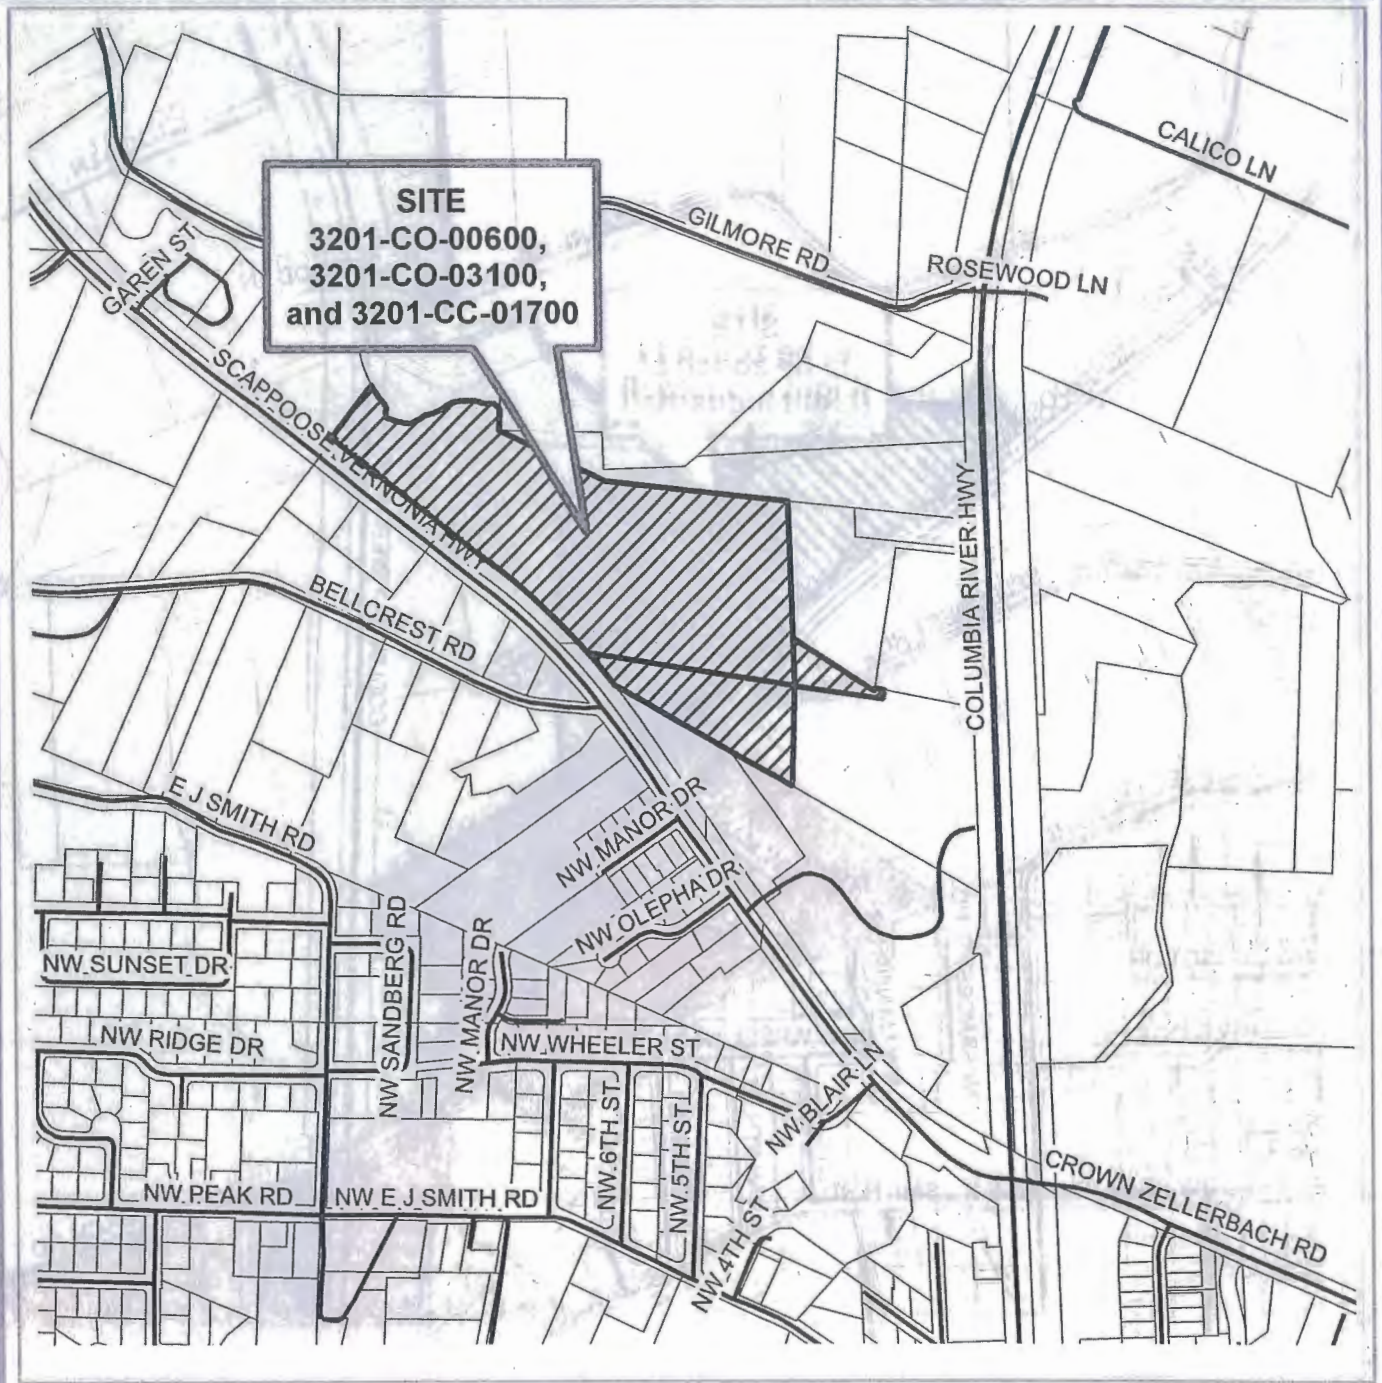 CALICO LN
SITE
3201-CO-00600,
3201-CO-03100,
and 3201-CC-01700
GILMORE RD
ROSEWOOD LN
GAREN ST
SCAPPOOSE VERNONIA HWY
COLUMBIA RIVER HWY
BELLCREST RD
E J SMITH RD
NW MANOR DR
NW OLEPHA DR
NW SANDBERG RD
NW MANOR DR
NW SUNSET DR
NW RIDGE DR
NW WHEELER ST
NW BLAIR LN
NW 6TH ST
NW 5TH ST
NW 4TH ST
NW PEAK RD
NW E J SMITH RD
CROWN ZELLERBACH RD